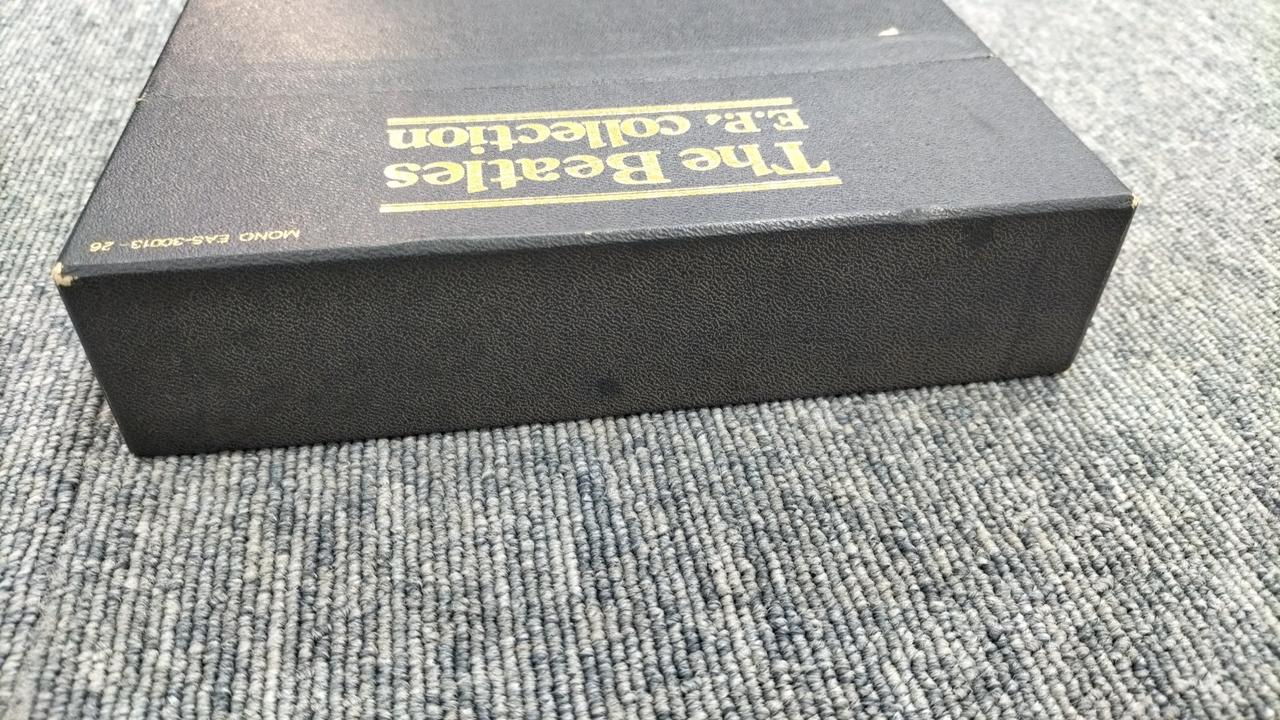 The Beatles
E.P.s collection
MONO EAS-30013-26